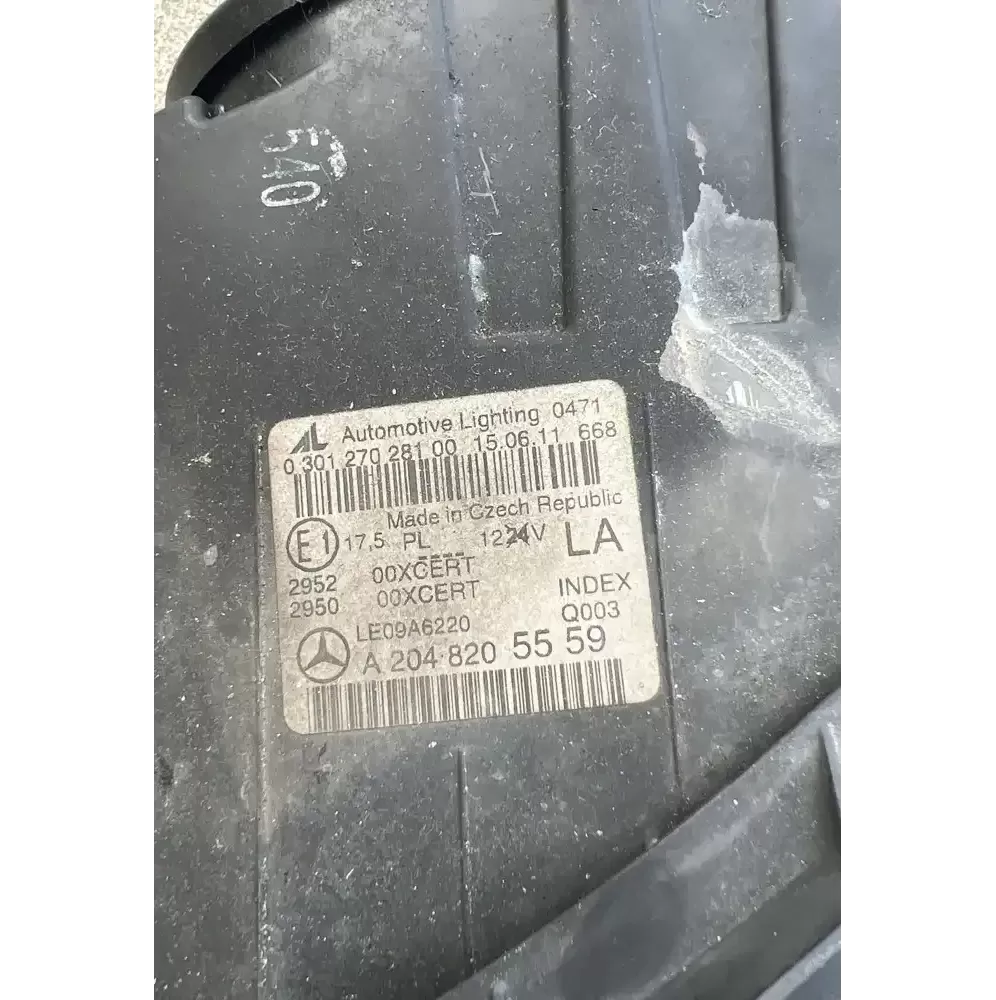 540
AL Automotive Lighting 0471
0 301 270 281 00 15.06.11 668
Made in Czech Republic
E1 17,5 PL 1224V LA
2952 00XCERT
2950 00XCERT INDEX
LE09A6220 Q003
A 204 820 55 59